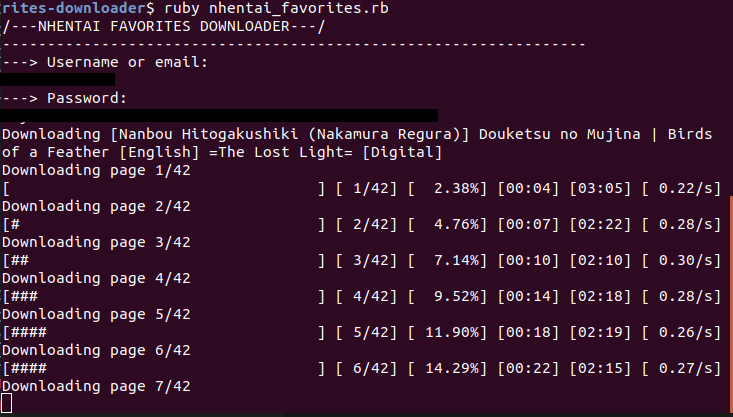 rites-downloader$ ruby nhentai_favorites.rb
/---NHENTAI FAVORITES DOWNLOADER---/
-----------------------------------------------------------------
---> Username or email:
---> Password:
Downloading [Nanbou Hitogakushiki (Nakamura Regura)] Douketsu no Mujina | Birds
of a Feather [English] =The Lost Light= [Digital]
Downloading page 1/42
[                                  ] [ 1/42] [  2.38%] [00:04] [03:05] [ 0.22/s]
Downloading page 2/42
[#                                 ] [ 2/42] [  4.76%] [00:07] [02:22] [ 0.28/s]
Downloading page 3/42
[##                                ] [ 3/42] [  7.14%] [00:10] [02:10] [ 0.30/s]
Downloading page 4/42
[###                               ] [ 4/42] [  9.52%] [00:14] [02:18] [ 0.28/s]
Downloading page 5/42
[####                              ] [ 5/42] [ 11.90%] [00:18] [02:19] [ 0.26/s]
Downloading page 6/42
[####                              ] [ 6/42] [ 14.29%] [00:22] [02:15] [ 0.27/s]
Downloading page 7/42